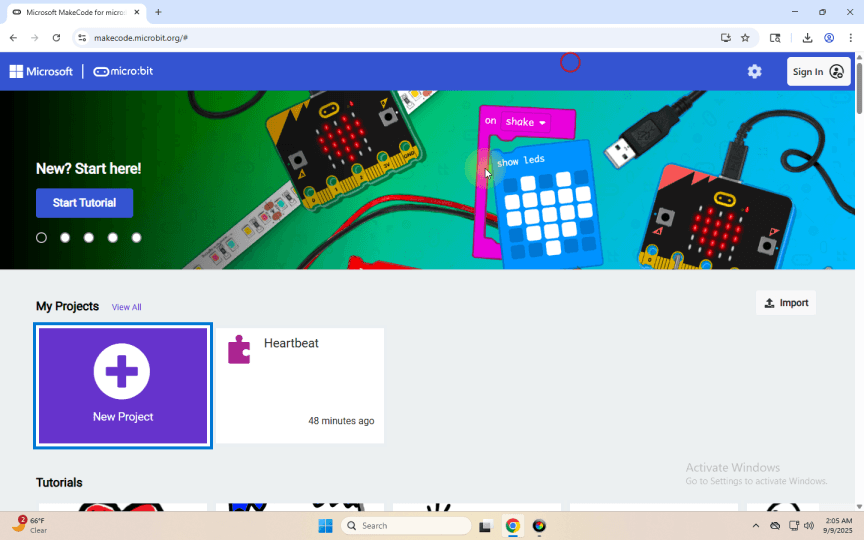 Microsoft MakeCode for micro:
makecode.microbit.org/#
Microsoft
micro:bit
Sign In
on shake
show leds
New? Start here!
Start Tutorial
My Projects
View All
Import
Heartbeat
48 minutes ago
New Project
Tutorials
Activate Windows
Go to Settings to activate Windows.
2
66°F
Clear
Search
2:05 AM
9/9/2025